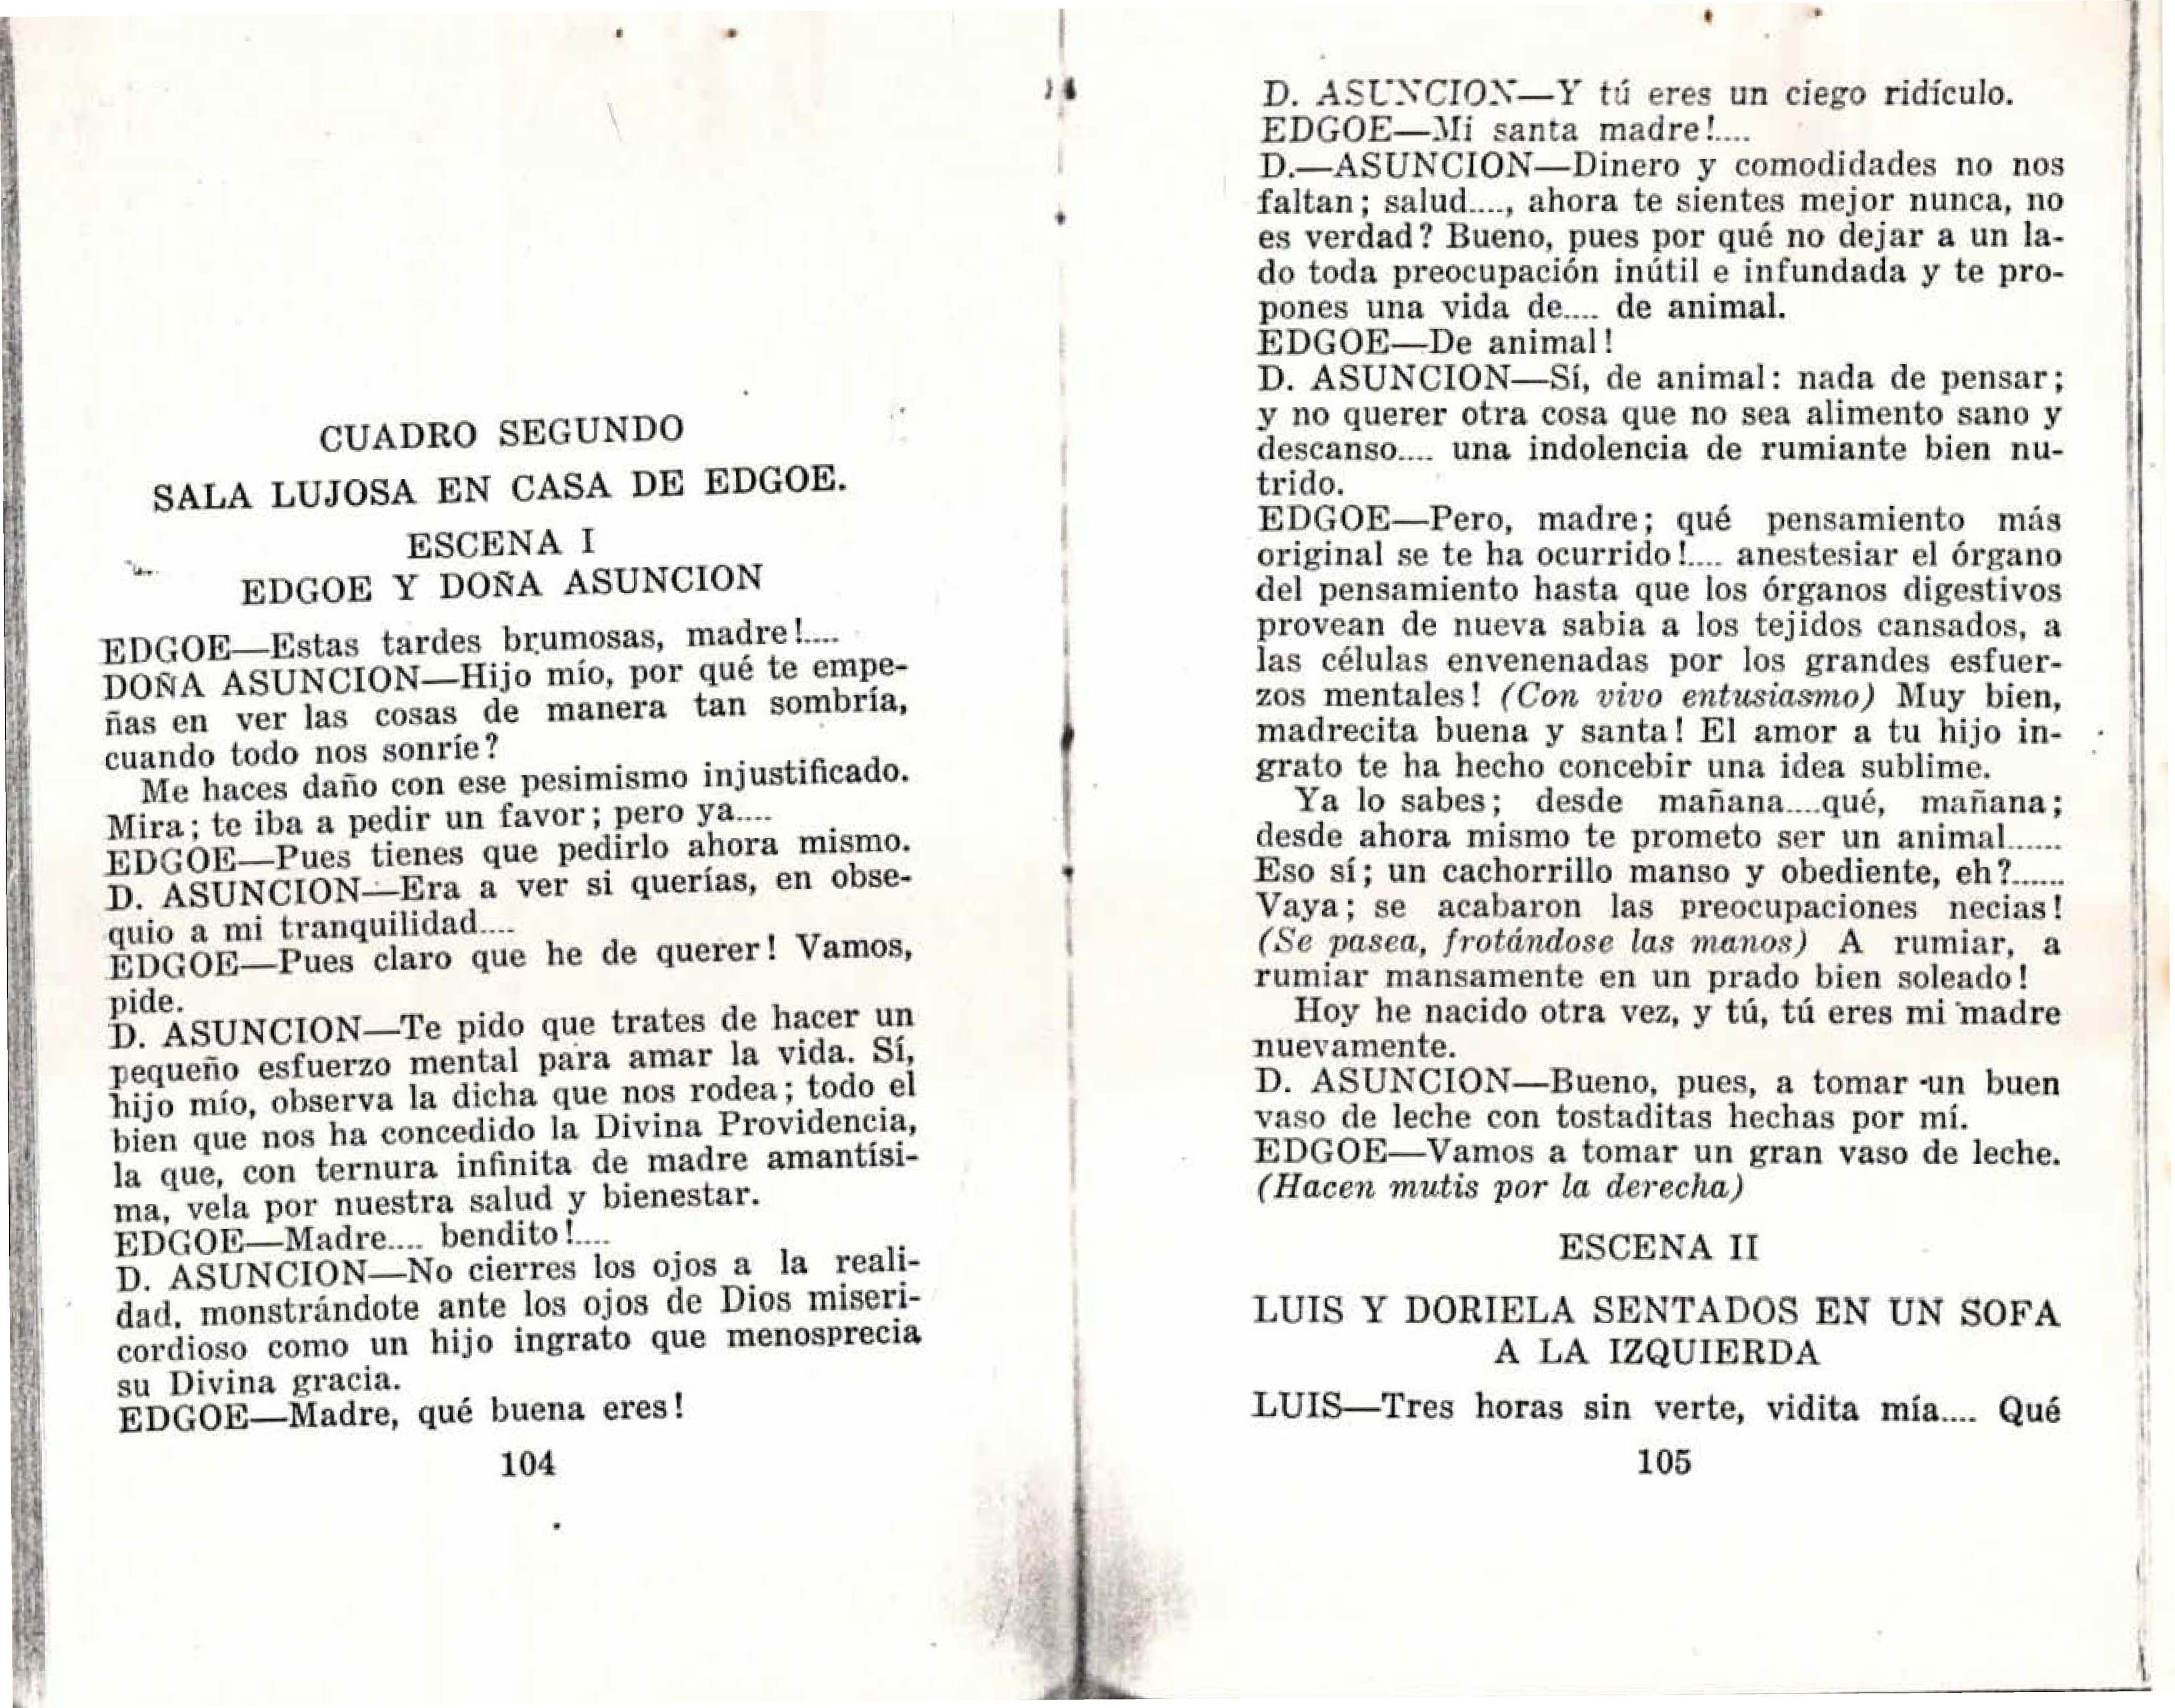 CUADRO SEGUNDO
SALA LUJOSA EN CASA DE EDGOE.
ESCENA I
EDGOE Y DOÑA ASUNCION
EDGOE—Estas tardes brumosas, madre!....
DOÑA ASUNCION—Hijo mío, por qué te empe-
ñas en ver las cosas de manera tan sombría,
cuando todo nos sonríe?
Me haces daño con ese pesimismo injustificado.
Mira; te iba a pedir un favor; pero ya....
EDGOE—Pues tienes que pedirlo ahora mismo.
D. ASUNCION—Era a ver si querías, en obse-
quio a mi tranquilidad....
EDGOE—Pues claro que he de querer! Vamos,
pide.
D. ASUNCION—Te pido que trates de hacer un
pequeño esfuerzo mental para amar la vida. Sí,
hijo mío, observa la dicha que nos rodea; todo el
bien que nos ha concedido la Divina Providencia,
la que, con ternura infinita de madre amantísi-
ma, vela por nuestra salud y bienestar.
EDGOE—Madre.... bendito!....
D. ASUNCION—No cierres los ojos a la reali-
dad, monstrándote ante los ojos de Dios miseri-
cordioso como un hijo ingrato que menosprecia
su Divina gracia.
EDGOE—Madre, qué buena eres!
104
D. ASUNCION—Y tú eres un ciego ridículo.
EDGOE—Mi santa madre!....
D.—ASUNCION—Dinero y comodidades no nos
faltan; salud...., ahora te sientes mejor nunca, no
es verdad? Bueno, pues por qué no dejar a un la-
do toda preocupación inútil e infundada y te pro-
pones una vida de.... de animal.
EDGOE—De animal!
D. ASUNCION—Sí, de animal: nada de pensar;
y no querer otra cosa que no sea alimento sano y
descanso.... una indolencia de rumiante bien nu-
trido.
EDGOE—Pero, madre; qué pensamiento más
original se te ha ocurrido!.... anestesiar el órgano
del pensamiento hasta que los órganos digestivos
provean de nueva sabia a los tejidos cansados, a
las células envenenadas por los grandes esfuer-
zos mentales! (Con vivo entusiasmo) Muy bien,
madrecita buena y santa! El amor a tu hijo in-
grato te ha hecho concebir una idea sublime.
Ya lo sabes; desde mañana....qué, mañana;
desde ahora mismo te prometo ser un animal......
Eso sí; un cachorrillo manso y obediente, eh?......
Vaya; se acabaron las preocupaciones necias!
(Se pasea, frotándose las manos) A rumiar, a
rumiar mansamente en un prado bien soleado!
Hoy he nacido otra vez, y tú, tú eres mi madre
nuevamente.
D. ASUNCION—Bueno, pues, a tomar un buen
vaso de leche con tostaditas hechas por mí.
EDGOE—Vamos a tomar un gran vaso de leche.
(Hacen mutis por la derecha)
ESCENA II
LUIS Y DORIELA SENTADOS EN UN SOFA
A LA IZQUIERDA
LUIS—Tres horas sin verte, vidita mía.... Qué
105